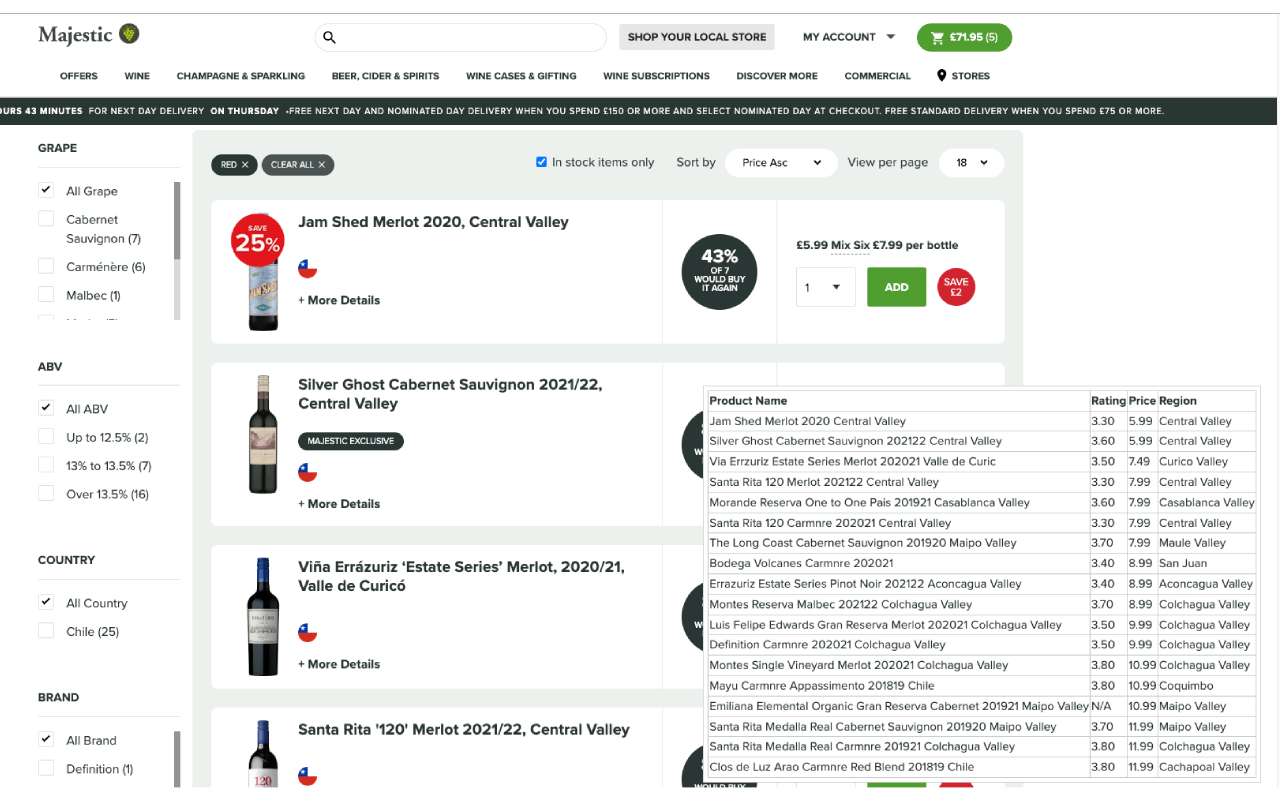 Majestic
SHOP YOUR LOCAL STORE
MY ACCOUNT
£71.95 (5)
OFFERS WINE CHAMPAGNE & SPARKLING BEER, CIDER & SPIRITS WINE CASES & GIFTING WINE SUBSCRIPTIONS DISCOVER MORE COMMERCIAL STORES
OURS 43 MINUTES FOR NEXT DAY DELIVERY ON THURSDAY -FREE NEXT DAY AND NOMINATED DAY DELIVERY WHEN YOU SPEND £150 OR MORE AND SELECT NOMINATED DAY AT CHECKOUT. FREE STANDARD DELIVERY WHEN YOU SPEND £75 OR MORE.
GRAPE
All Grape
Cabernet
Sauvignon (7)
Carménère (6)
Malbec (1)
ABV
All ABV
Up to 12.5% (2)
13% to 13.5% (7)
Over 13.5% (16)
COUNTRY
All Country
Chile (25)
BRAND
All Brand
Definition (1)
RED ×
CLEAR ALL ×
In stock items only
Sort by
Price Asc
View per page
18
SAVE
25%
Jam Shed Merlot 2020, Central Valley
+ More Details
43%
OF 7
WOULD BUY
IT AGAIN
£5.99 Mix Six £7.99 per bottle
1
ADD
SAVE
£2
Silver Ghost Cabernet Sauvignon 2021/22,
Central Valley
MAJESTIC EXCLUSIVE
+ More Details
Viña Errázuriz ‘Estate Series’ Merlot, 2020/21,
Valle de Curicó
+ More Details
Santa Rita '120' Merlot 2021/22, Central Valley
120
Product Name Rating Price Region
Jam Shed Merlot 2020 Central Valley 3.30 5.99 Central Valley
Silver Ghost Cabernet Sauvignon 202122 Central Valley 3.60 5.99 Central Valley
Via Errzuriz Estate Series Merlot 202021 Valle de Curic 3.50 7.49 Curico Valley
Santa Rita 120 Merlot 202122 Central Valley 3.30 7.99 Central Valley
Morande Reserva One to One Pais 201921 Casablanca Valley 3.60 7.99 Casablanca Valley
Santa Rita 120 Carmnre 202021 Central Valley 3.30 7.99 Central Valley
The Long Coast Cabernet Sauvignon 201920 Maipo Valley 3.70 7.99 Maule Valley
Bodega Volcanes Carmnre 202021 3.40 8.99 San Juan
Errazuriz Estate Series Pinot Noir 202122 Aconcagua Valley 3.40 8.99 Aconcagua Valley
Montes Reserva Malbec 202122 Colchagua Valley 3.70 8.99 Colchagua Valley
Luis Felipe Edwards Gran Reserva Merlot 202021 Colchagua Valley 3.50 9.99 Colchagua Valley
Definition Carmnre 202021 Colchagua Valley 3.50 9.99 Colchagua Valley
Montes Single Vineyard Merlot 202021 Colchagua Valley 3.80 10.99 Colchagua Valley
Mayu Carmnre Appassimento 201819 Chile 3.80 10.99 Coquimbo
Emiliana Elemental Organic Gran Reserva Cabernet 201921 Maipo Valley N/A 10.99 Maipo Valley
Santa Rita Medalla Real Cabernet Sauvignon 201920 Maipo Valley 3.70 11.99 Maipo Valley
Santa Rita Medalla Real Carmnre 201921 Colchagua Valley 3.80 11.99 Colchagua Valley
Clos de Luz Arao Carmnre Red Blend 201819 Chile 3.80 11.99 Cachapoal Valley